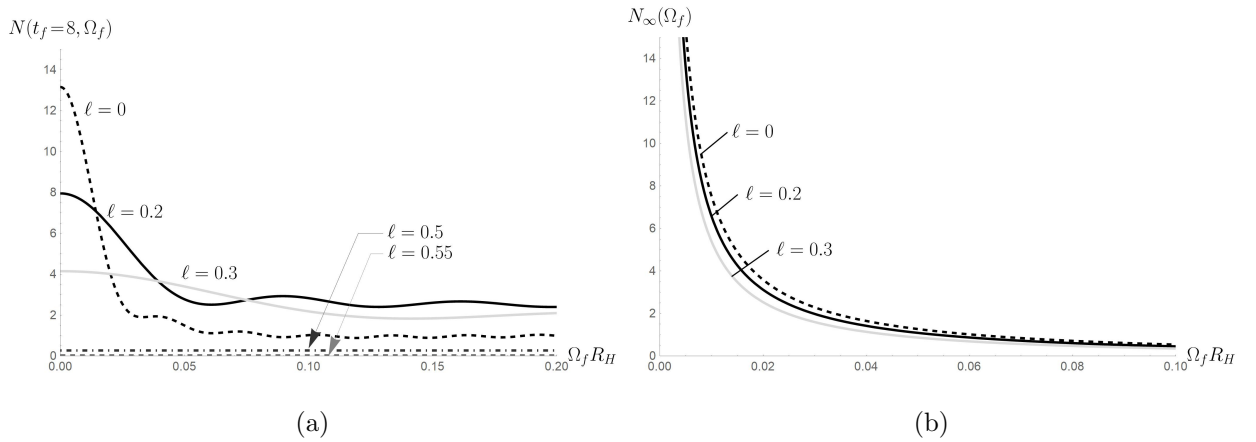 N(t_f=8, Ω_f)
14
12
10
8
6
4
2
0
0.00 0.05 0.10 0.15 0.20
Ω_f R_H
ℓ = 0
ℓ = 0.2
ℓ = 0.3
ℓ = 0.5
ℓ = 0.55
(a)
N_∞(Ω_f)
14
12
10
8
6
4
2
0
0.00 0.02 0.04 0.06 0.08 0.10
Ω_f R_H
ℓ = 0
ℓ = 0.2
ℓ = 0.3
(b)